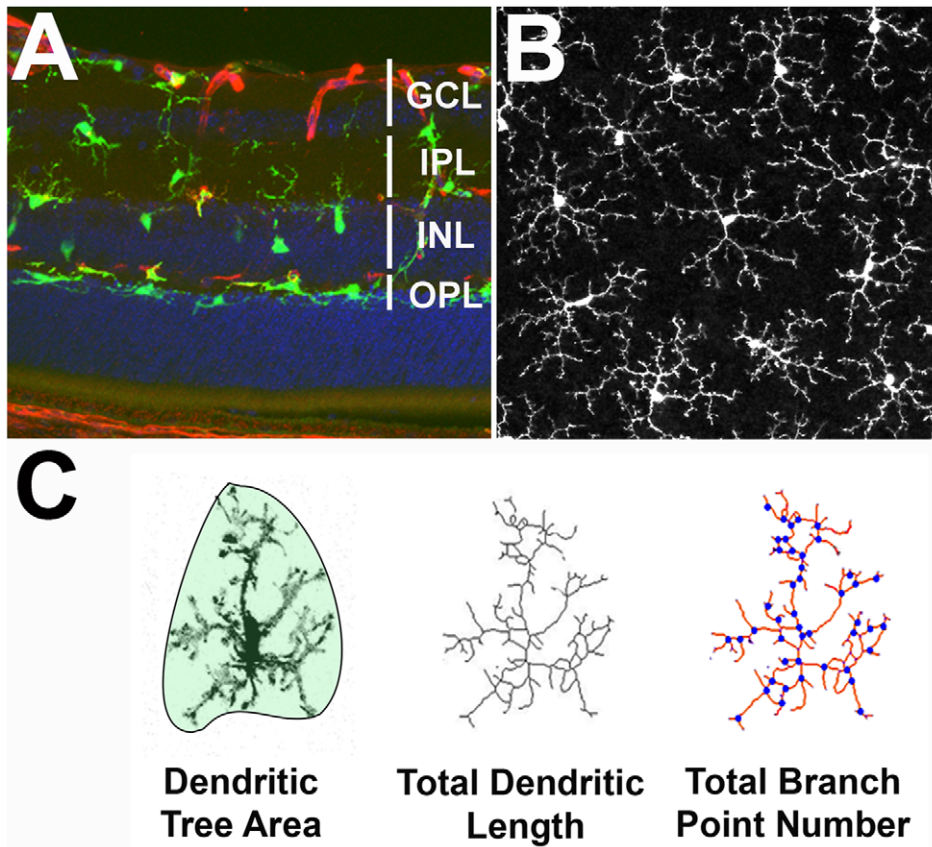 A
GCL
IPL
INL
OPL
B
C
Dendritic
Tree Area
Total Dendritic
Length
Total Branch
Point Number